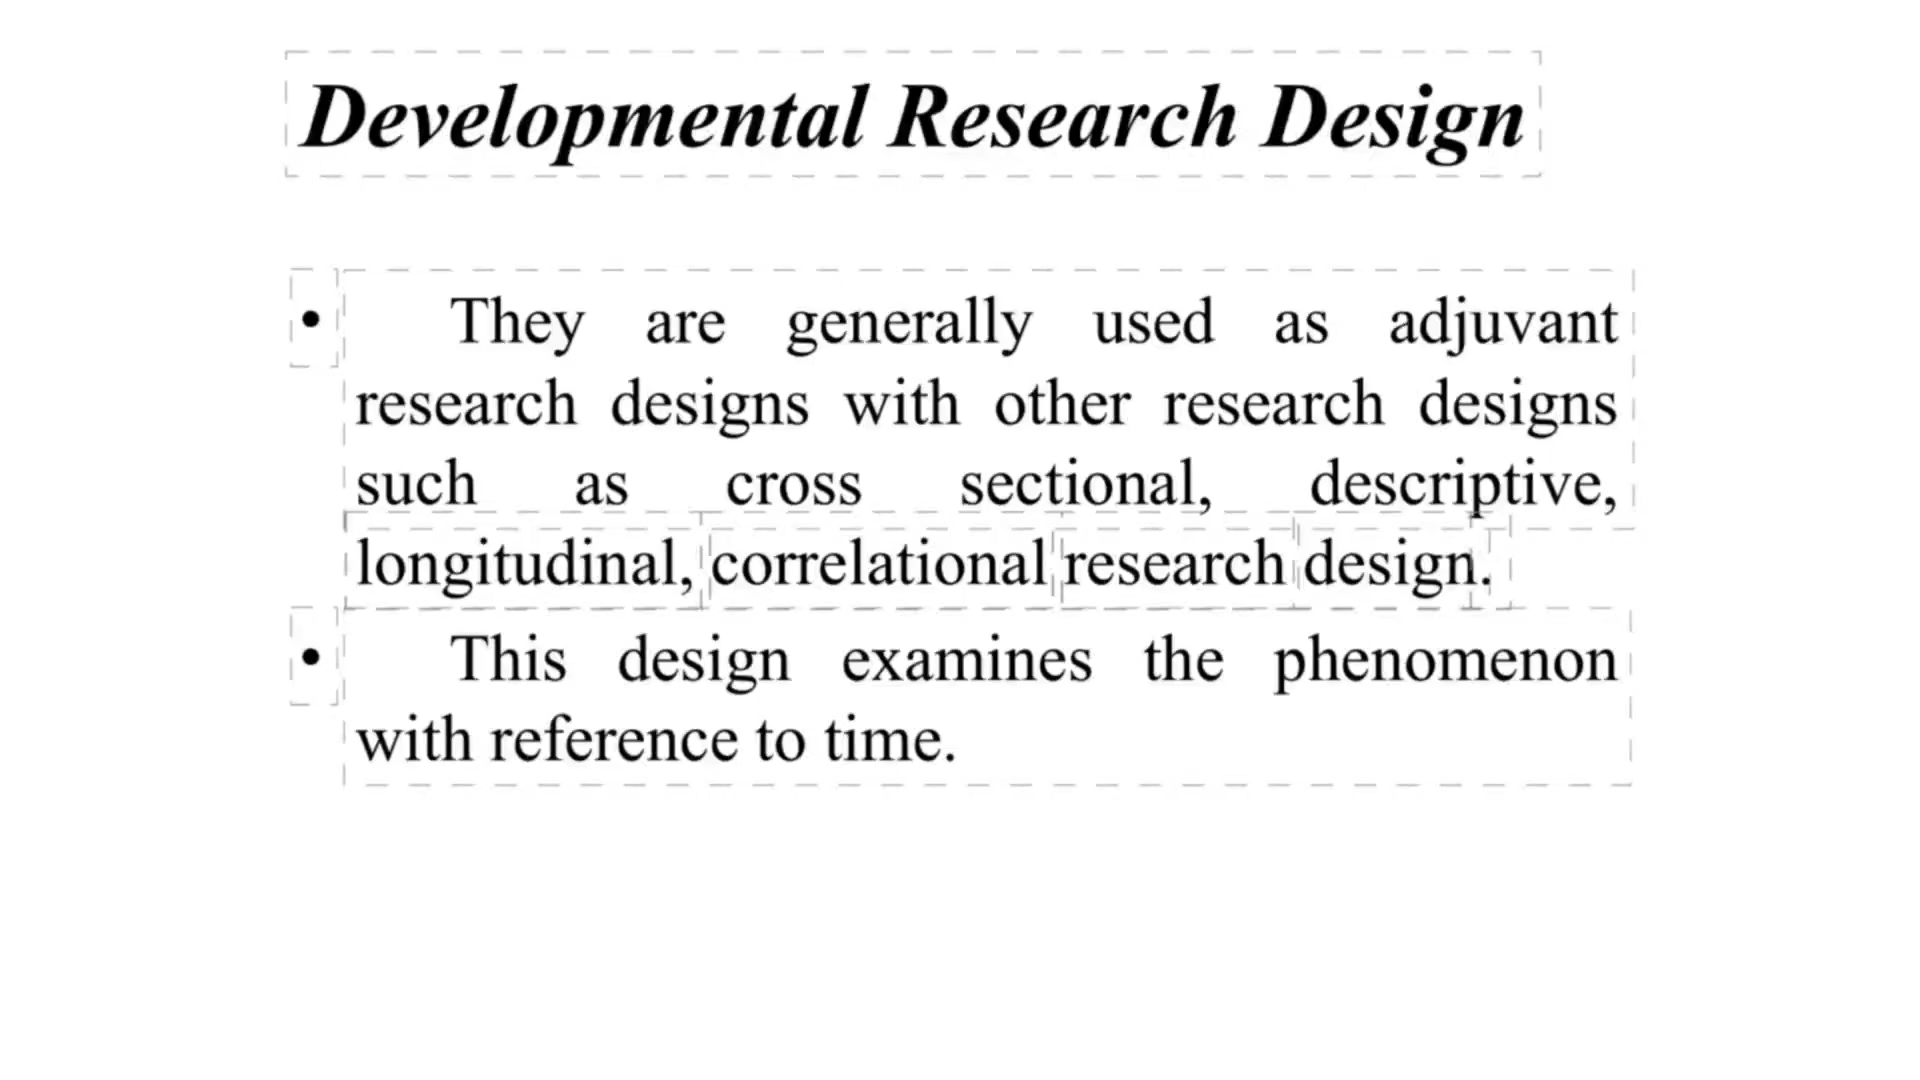 Developmental Research Design
• They are generally used as adjuvant
research designs with other research designs
such as cross sectional, descriptive,
longitudinal, correlational research design.
• This design examines the phenomenon
with reference to time.